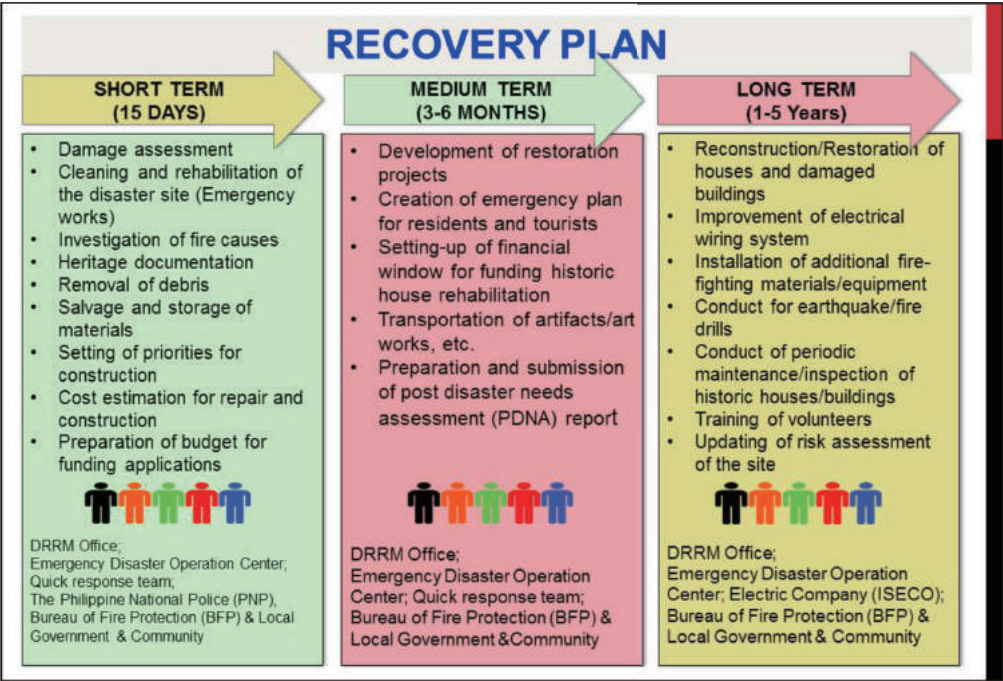 RECOVERY PLAN
SHORT TERM
(15 DAYS)
• Damage assessment
• Cleaning and rehabilitation of
the disaster site (Emergency
works)
• Investigation of fire causes
• Heritage documentation
• Removal of debris
• Salvage and storage of
materials
• Setting of priorities for
construction
• Cost estimation for repair and
construction
• Preparation of budget for
funding applications
DRRM Office;
Emergency Disaster Operation Center;
Quick response team;
The Philippine National Police (PNP),
Bureau of Fire Protection (BFP) & Local
Government & Community
MEDIUM TERM
(3-6 MONTHS)
• Development of restoration
projects
• Creation of emergency plan
for residents and tourists
• Setting-up of financial
window for funding historic
house rehabilitation
• Transportation of artifacts/art
works, etc.
• Preparation and submission
of post disaster needs
assessment (PDNA) report
DRRM Office;
Emergency Disaster Operation
Center; Quick response team;
Bureau of Fire Protection (BFP) &
Local Government &Community
LONG TERM
(1-5 Years)
• Reconstruction/Restoration of
houses and damaged
buildings
• Improvement of electrical
wiring system
• Installation of additional fire-
fighting materials/equipment
• Conduct for earthquake/fire
drills
• Conduct of periodic
maintenance/inspection of
historic houses/buildings
• Training of volunteers
• Updating of risk assessment
of the site
DRRM Office;
Emergency Disaster Operation
Center; Electric Company (ISECO);
Bureau of Fire Protection (BFP) &
Local Government & Community